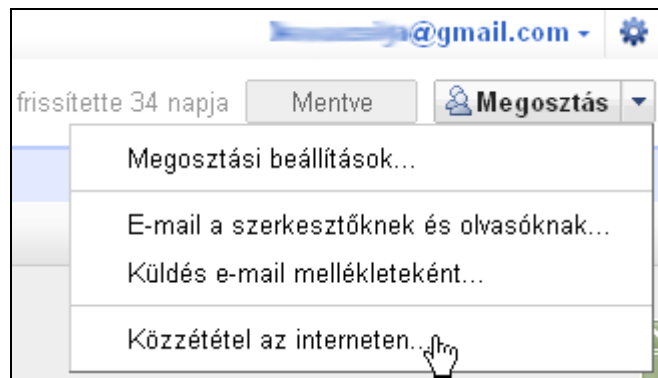 @gmail.com
frissítette 34 napja Mentve Megosztás
Megosztási beállítások...
E-mail a szerkesztőknek és olvasóknak...
Küldés e-mail mellékleteként...
Közzététel az interneten...